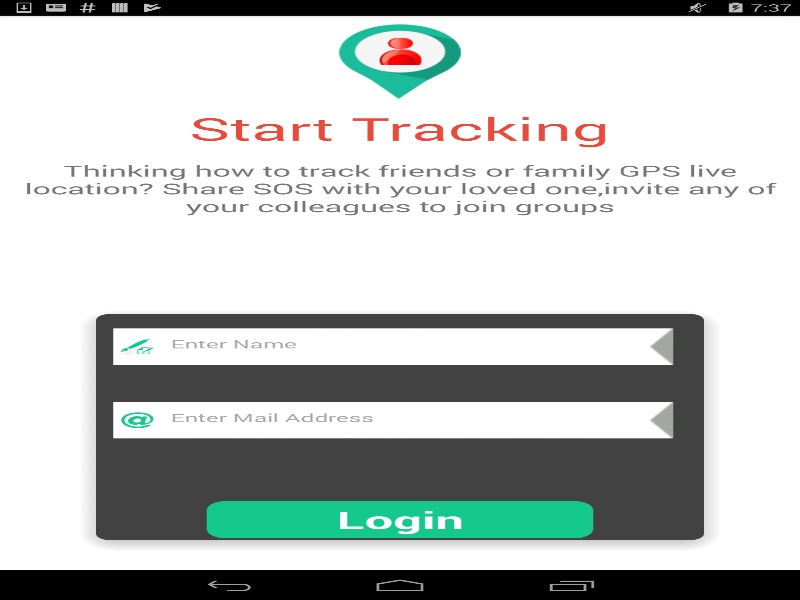 7:37
Start Tracking
Thinking how to track friends or family GPS live
location? Share SOS with your loved one,invite any of
your colleagues to join groups
Enter Name
@ Enter Mail Address
Login